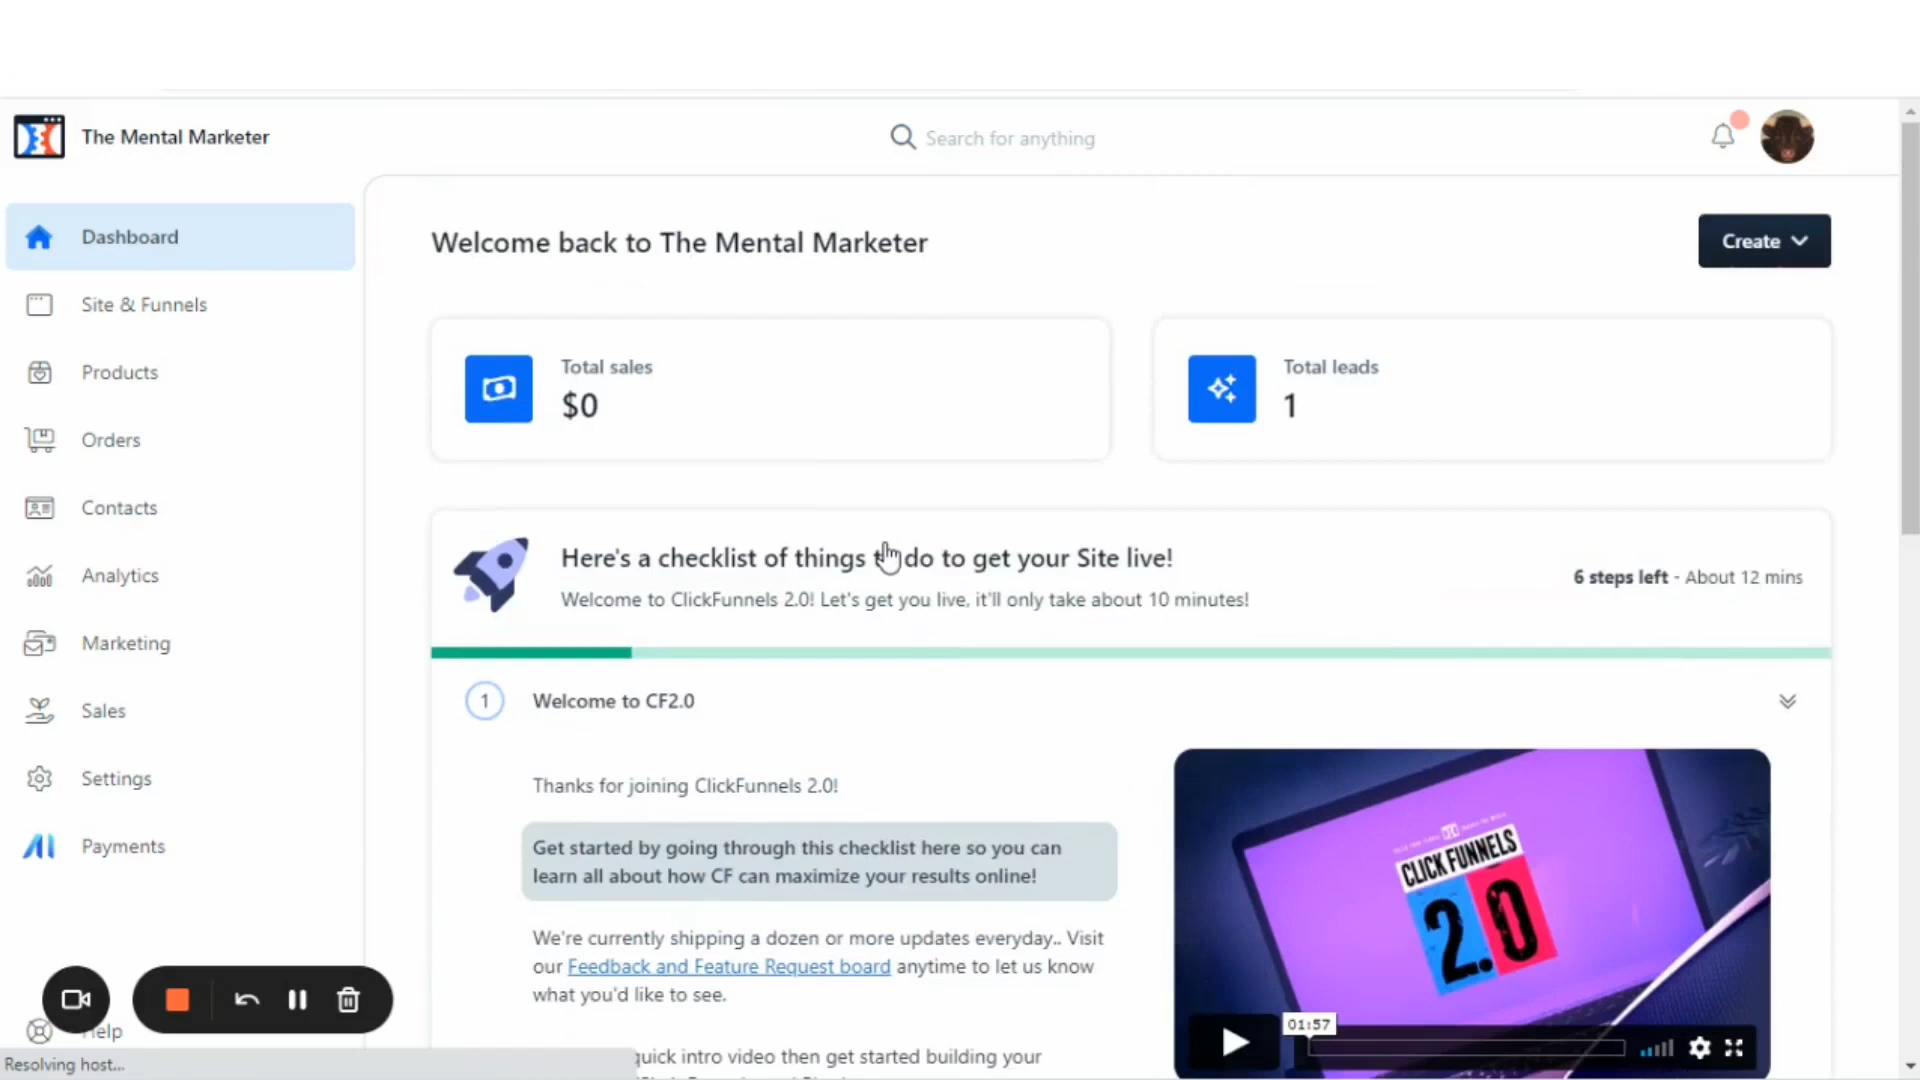 The Mental Marketer
Search for anything
Dashboard
Site & Funnels
Products
Orders
Contacts
Analytics
Marketing
Sales
Settings
Payments
Help
Welcome back to The Mental Marketer
Create
Total sales
$0
Total leads
1
Here's a checklist of things to do to get your Site live!
Welcome to ClickFunnels 2.0! Let's get you live, it'll only take about 10 minutes!
6 steps left - About 12 mins
1 Welcome to CF2.0
Thanks for joining ClickFunnels 2.0!
Get started by going through this checklist here so you can
learn all about how CF can maximize your results online!
We're currently shipping a dozen or more updates everyday.. Visit
our Feedback and Feature Request board anytime to let us know
what you'd like to see.
quick intro video then get started building your
CLICK FUNNELS
2.0
01:57
Resolving host...